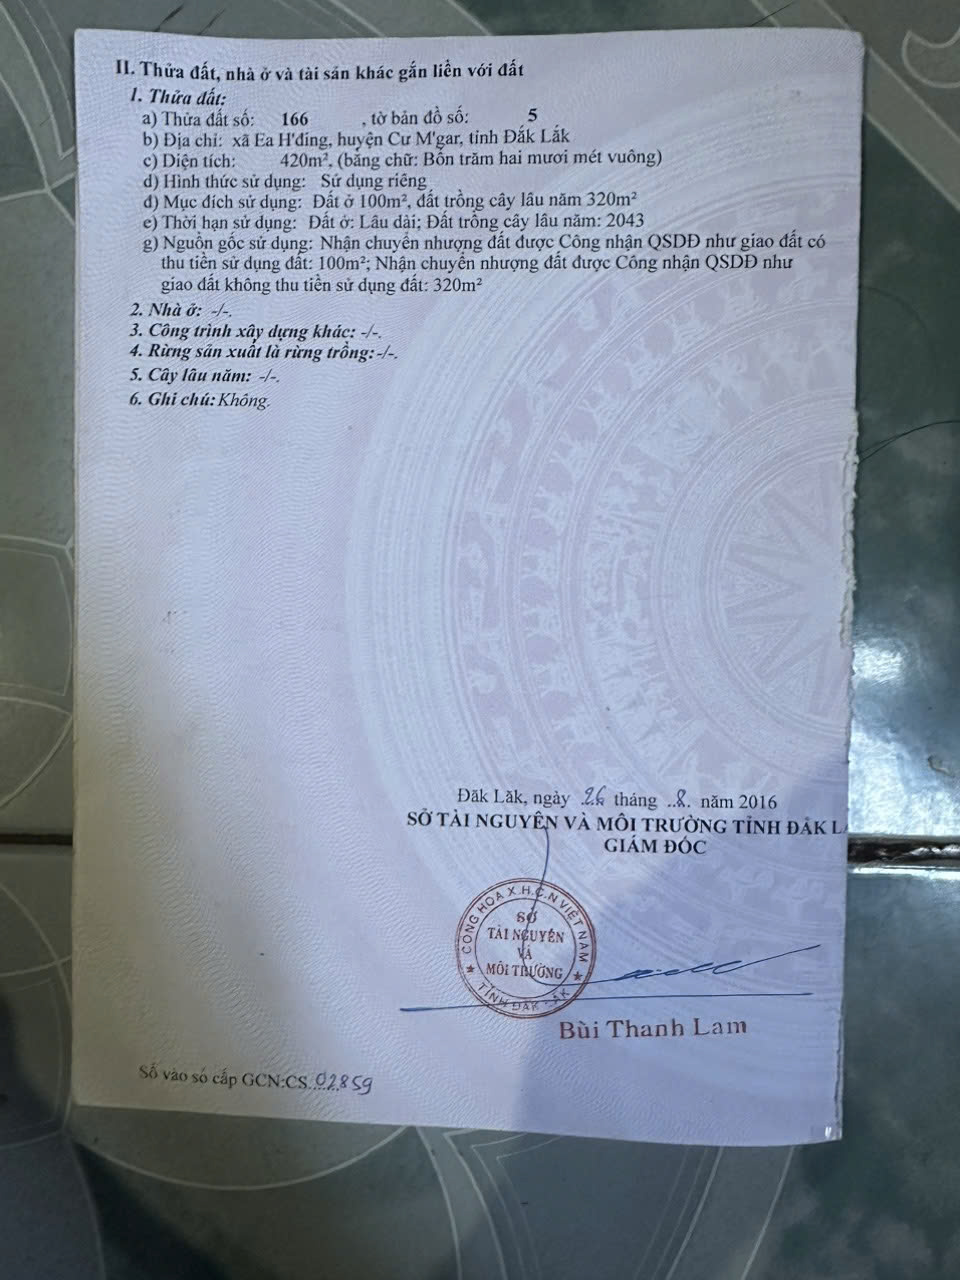 II. Thửa đất, nhà ở và tài sản khác gắn liền với đất
1. Thửa đất:
a) Thửa đất số: 166 , tờ bản đồ số: 5
b) Địa chỉ: xã Ea H'đing, huyện Cư M'gar, tỉnh Đắk Lắk
c) Diện tích: 420m², (bằng chữ: Bốn trăm hai mươi mét vuông)
d) Hình thức sử dụng: Sử dụng riêng
đ) Mục đích sử dụng: Đất ở 100m², đất trồng cây lâu năm 320m²
e) Thời hạn sử dụng: Đất ở: Lâu dài; Đất trồng cây lâu năm: 2043
g) Nguồn gốc sử dụng: Nhận chuyển nhượng đất được Công nhận QSDĐ như giao đất có
thu tiền sử dụng đất: 100m²; Nhận chuyển nhượng đất được Công nhận QSDĐ như
giao đất không thu tiền sử dụng đất: 320m²
2. Nhà ở: -/-.
3. Công trình xây dựng khác: -/-.
4. Rừng sản xuất là rừng trồng: -/-.
5. Cây lâu năm: -/-.
6. Ghi chú: Không.
Đăk Lăk, ngày 26 tháng ..8. năm 2016
SỞ TÀI NGUYÊN VÀ MÔI TRƯỜNG TỈNH ĐẮK LẮ
GIÁM ĐỐC
CỘNG HÒA X.H.C.N VIỆT NAM
SỞ
TÀI NGUYÊN
VÀ
MÔI TRƯỜNG
TỈNH ĐĂK LẮK
Bùi Thanh Lam
Số vào sổ cấp GCN:CS 02859